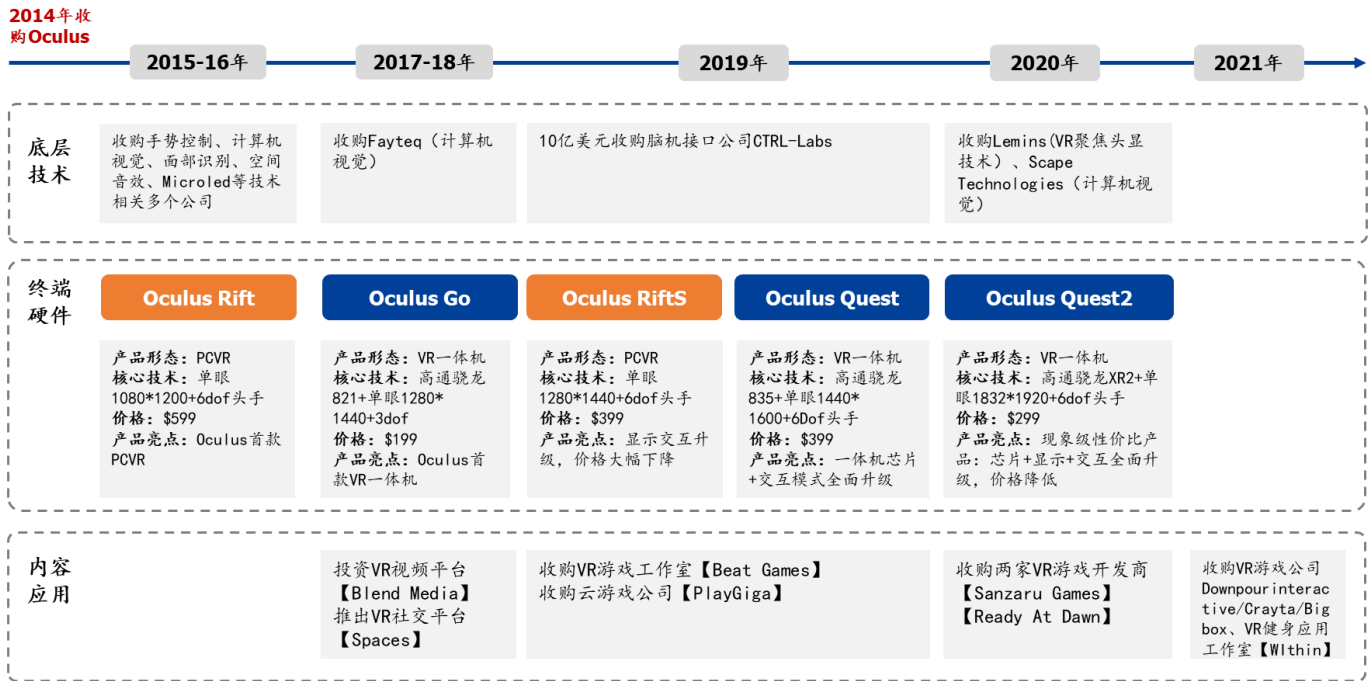 2014年收
购Oculus
2015-16年
2017-18年
2019年
2020年
2021年
底层
技术
收购手势控制、计算机
视觉、面部识别、空间
音效、Microled等技术
相关多个公司
收购Fayteq（计算机
视觉）
10亿美元收购脑机接口公司CTRL-Labs
收购Lemins(VR聚焦头显
技术）、Scape
Technologies（计算机视
觉）
终端
硬件
Oculus Rift
Oculus Go
Oculus RiftS
Oculus Quest
Oculus Quest2
产品形态：PCVR
核心技术：单眼
1080*1200+6dof头手
价格：$599
产品亮点：Oculus首款
PCVR
产品形态：VR一体机
核心技术：高通骁龙
821+单眼1280*
1440+3dof
价格：$199
产品亮点：Oculus首
款VR一体机
产品形态：PCVR
核心技术：单眼
1280*1440+6dof头手
价格：$399
产品亮点：显示交互升
级，价格大幅下降
产品形态：VR一体机
核心技术：高通骁龙
835+单眼1440*
1600+6Dof头手
价格：$399
产品亮点：一体机芯片
+交互模式全面升级
产品形态：VR一体机
核心技术：高通骁龙XR2+单
眼1832*1920+6dof头手
价格：$299
产品亮点：现象级性价比产
品：芯片+显示+交互全面升
级，价格降低
内容
应用
投资VR视频平台
【Blend Media】
推出VR社交平台
【Spaces】
收购VR游戏工作室【Beat Games】
收购云游戏公司【PlayGiga】
收购两家VR游戏开发商
【Sanzaru Games】
【Ready At Dawn】
收购VR游戏公司
Downpourinterac
tive/Crayta/Big
box、VR健身应用
工作室【WIthin】